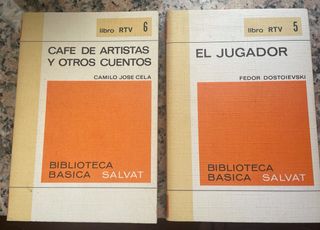 libro RTV 6
CAFE DE ARTISTAS
Y OTROS CUENTOS
CAMILO JOSE CELA
BIBLIOTECA
BASICA SALVAT
libro RTV 5
EL JUGADOR
FEDOR DOSTOIEVSKI
BIBLIOTECA
BASICA SALVAT